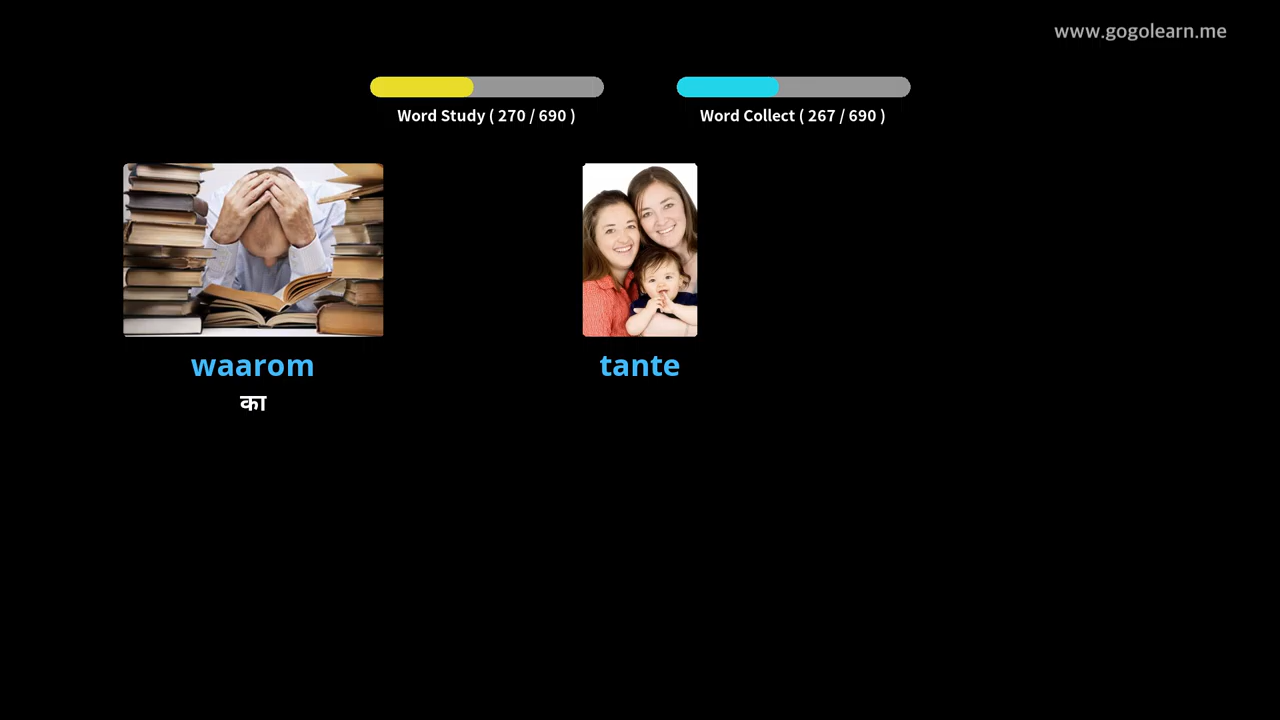 www.gogolearn.me
Word Study ( 270 / 690 )
Word Collect ( 267 / 690 )
waarom
का
tante